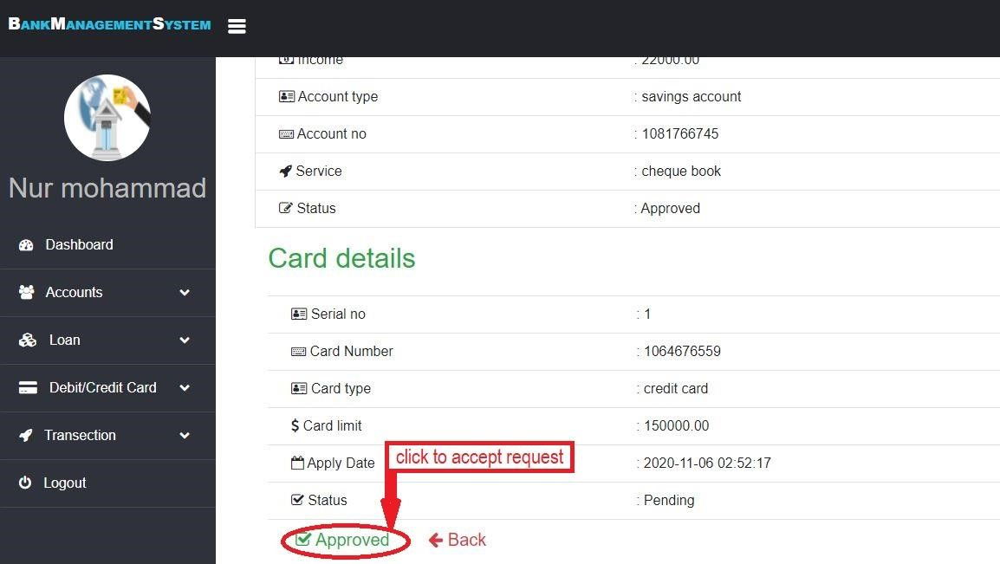 BankManagementSystem
Nur mohammad
Dashboard
Accounts
Loan
Debit/Credit Card
Transection
Logout
Income : 22000.00
Account type : savings account
Account no : 1081766745
Service : cheque book
Status : Approved
Card details
Serial no : 1
Card Number : 1064676559
Card type : credit card
Card limit : 150000.00
Apply Date : 2020-11-06 02:52:17
click to accept request
Status : Pending
Approved Back